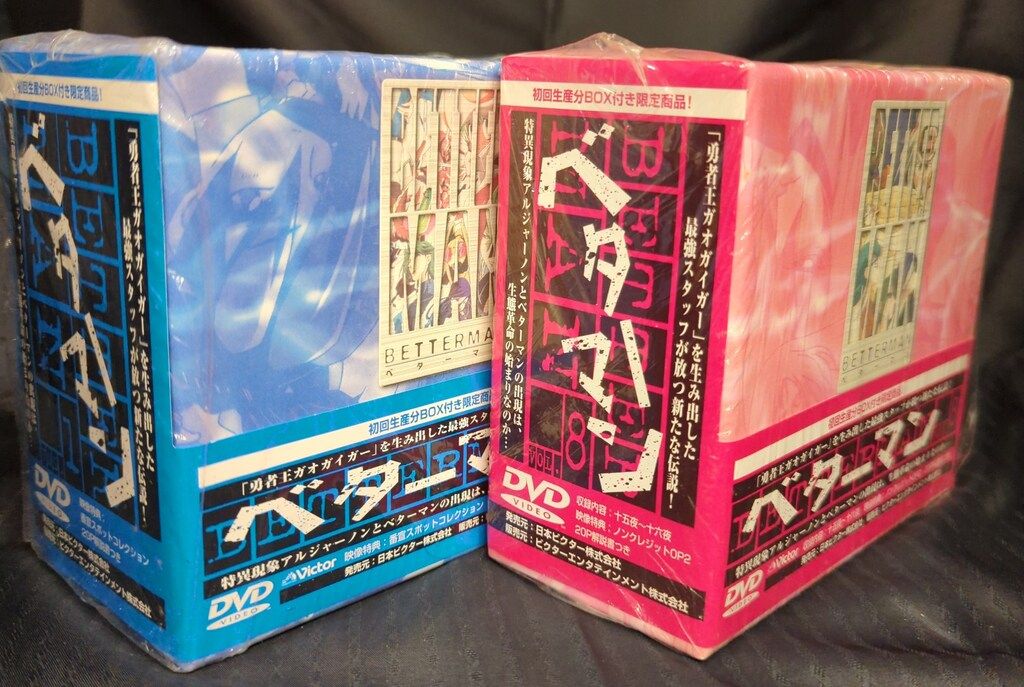 初回生産分BOX付き限定商品!
「勇者王ガオガイガー」を生み出した
最強スタッフが放つ新たな伝説!
ベターマン
DVD
VIDEO
映像特典:番宣スポットコレクション
20P解説書つき
BETTERMAN
ベターマ
初回生産分BOX付き限定商品
「勇者王ガオガイガー」を生み出した最強スタ
ベターマ
特異現象アルジャーノンとベターマンの出現は、
DVD
VIDEO
Victor
映像特典:番宣スポットコレクション
発売元:日本ビクター株式会社 販売元:
初回生産分BOX付き限定商品!
「勇者王ガオガイガー」を生み出した
最強スタッフが放つ新たな伝説!
ベターマン
VOL.
8
特異現象アルジャーノンとベターマンの出現は、
生態革命の始まりなのか…
DVD
VIDEO
収録内容:十五夜〜十六夜
映像特典:ノンクレジットOP2
20P解説書つき
発売元:日本ビクター株式会社
販売元:ビクターエンタテインメント株式会社
BETTERMAN
ベターマン
初回生産分BOX付き限定商品
「勇者王ガオガイガー」を生み出した最強スタッフが放つ新たな伝説!
ベターマン
特異現象アルジャーノンとベターマンの出現は、
DVD
VIDEO
Victor